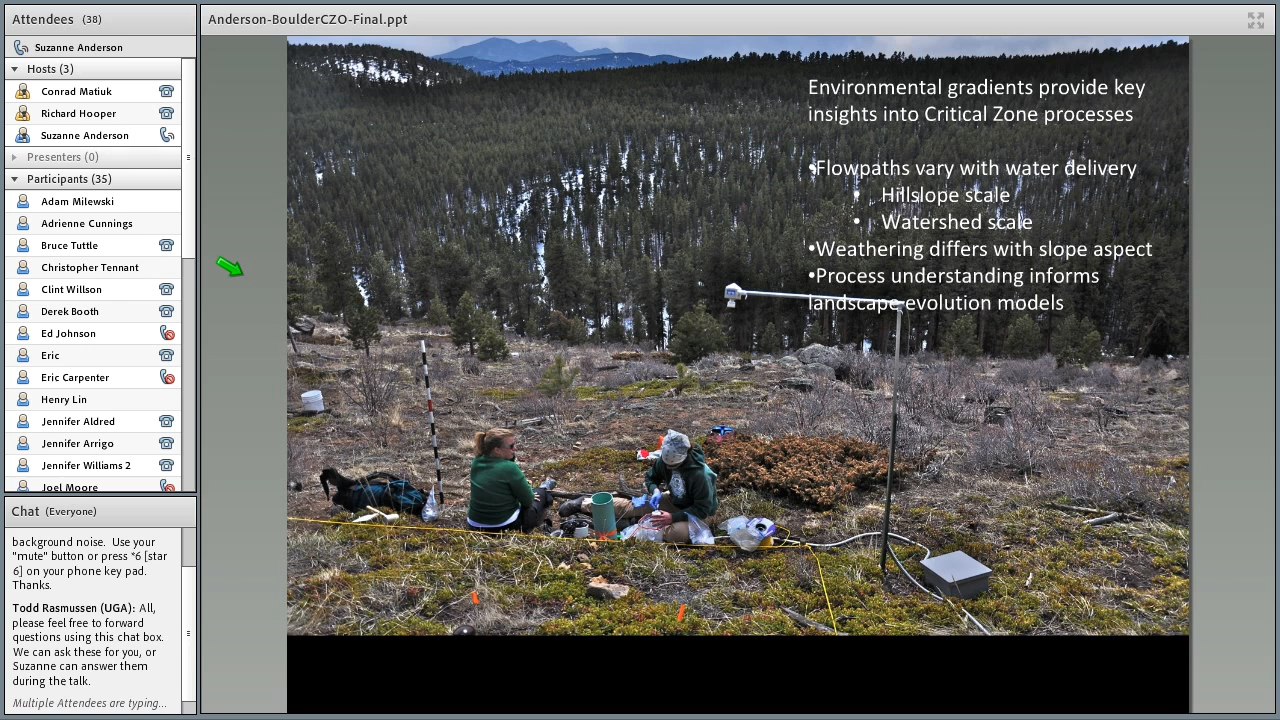 Attendees (38)
Suzanne Anderson
Hosts (3)
Conrad Matiuk
Richard Hooper
Suzanne Anderson
Presenters (0)
Participants (35)
Adam Milewski
Adrienne Cunnings
Bruce Tuttle
Christopher Tennant
Clint Willson
Derek Booth
Ed Johnson
Eric
Eric Carpenter
Henry Lin
Jennifer Aldred
Jennifer Arrigo
Jennifer Williams 2
Joel Moore
Chat (Everyone)
background noise. Use your
"mute" button or press *6 [star
6] on your phone key pad.
Thanks.
Todd Rasmussen (UGA): All,
please feel free to forward
questions using this chat box.
We can ask these for you, or
Suzanne can answer them
during the talk.
Multiple Attendees are typing...
Anderson-BoulderCZO-Final.ppt
Environmental gradients provide key
insights into Critical Zone processes
•Flowpaths vary with water delivery
• Hillslope scale
• Watershed scale
•Weathering differs with slope aspect
•Process understanding informs
landscape evolution models